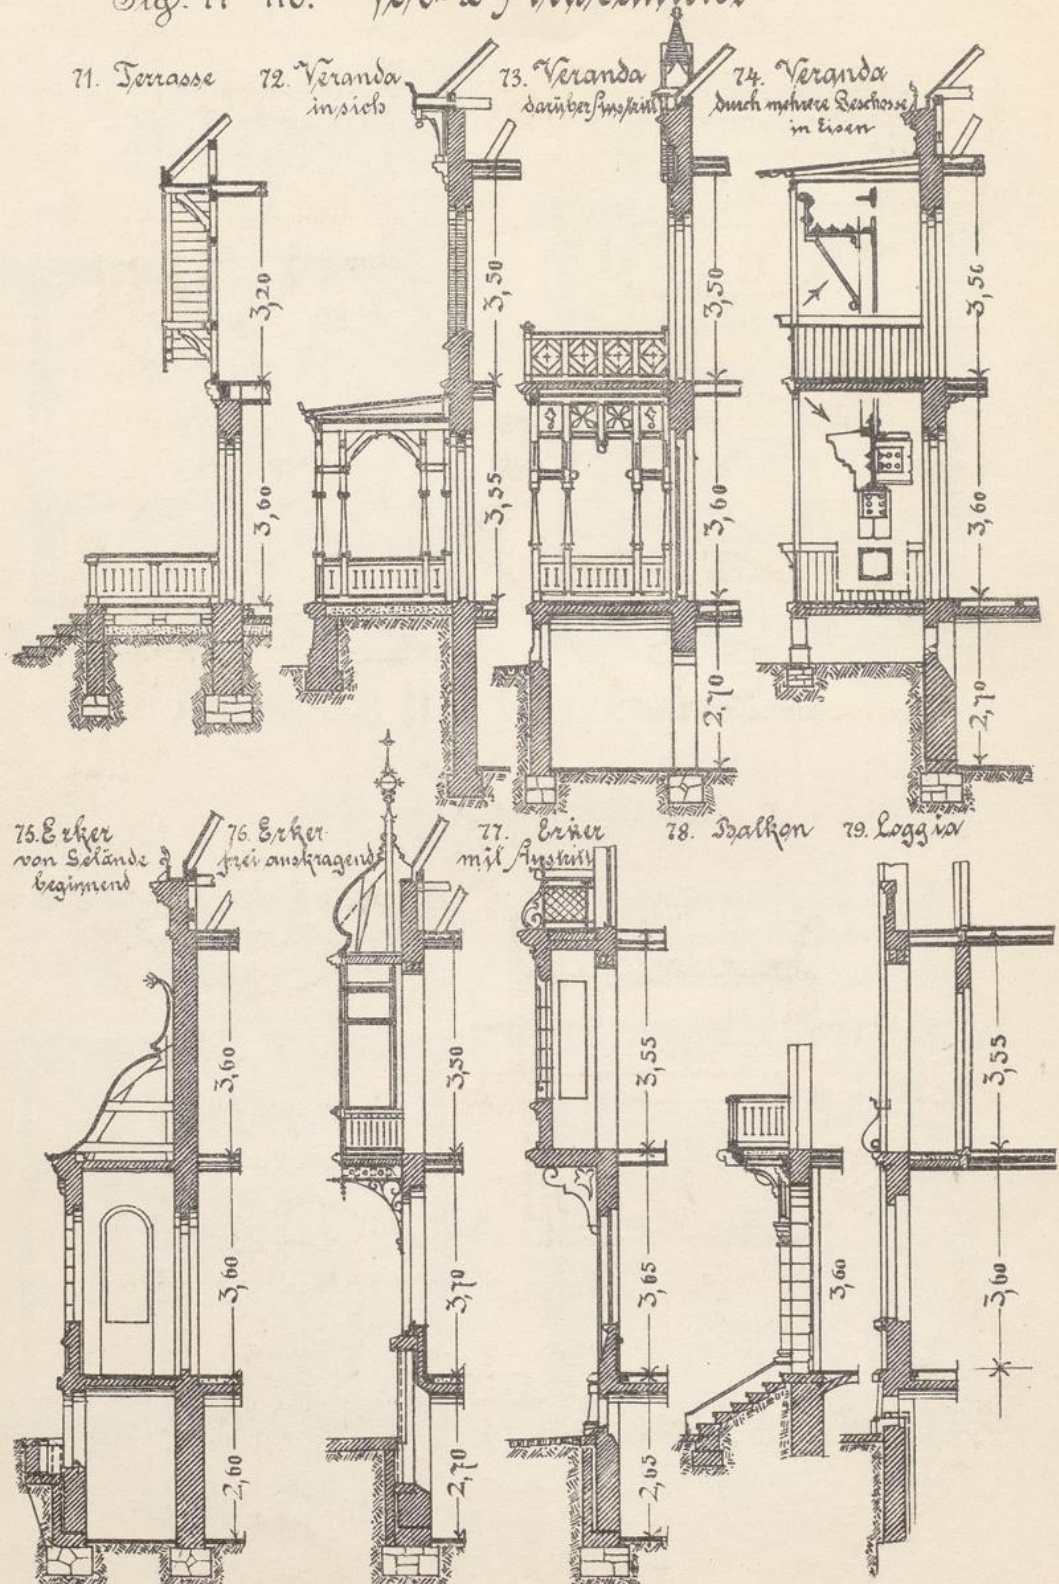 71. Terrasse
72. Veranda
in sich
73. Veranda
darüber Austritt
74. Veranda
durch mehrere Geschosse
in Eisen
3,20
3,60
3,50
3,55
3,50
3,60
2,70
3,50
3,60
2,70
75. Erker
von Gelände
beginnend
76. Erker
frei auskragend
77. Erker
mit Austritt
78. Balkon
79. Loggia
3,60
3,60
2,60
3,50
3,70
2,70
3,55
3,65
2,65
3,60
3,55
3,60